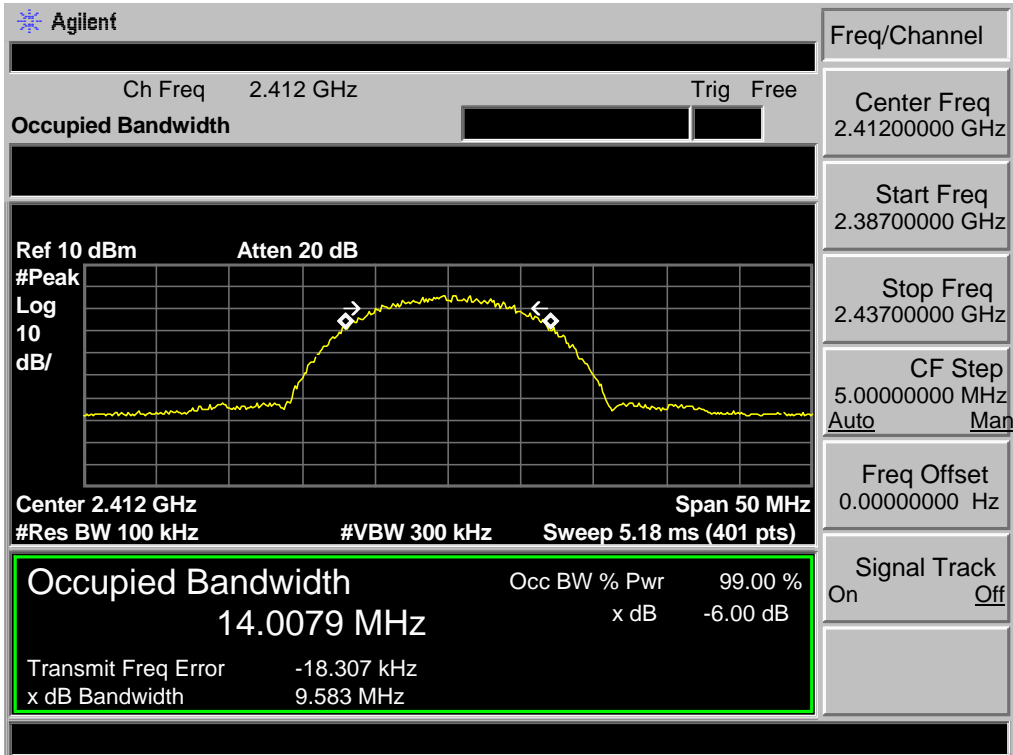 Agilent
Ch Freq 2.412 GHz Trig Free
Occupied Bandwidth
Ref 10 dBm Atten 20 dB
#Peak
Log
10
dB/
Center 2.412 GHz Span 50 MHz
#Res BW 100 kHz #VBW 300 kHz Sweep 5.18 ms (401 pts)
Occupied Bandwidth
14.0079 MHz
Occ BW % Pwr 99.00 %
x dB -6.00 dB
Transmit Freq Error -18.307 kHz
x dB Bandwidth 9.583 MHz
Freq/Channel
Center Freq
2.41200000 GHz
Start Freq
2.38700000 GHz
Stop Freq
2.43700000 GHz
CF Step
5.00000000 MHz
Auto Man
Freq Offset
0.00000000 Hz
Signal Track
On Off